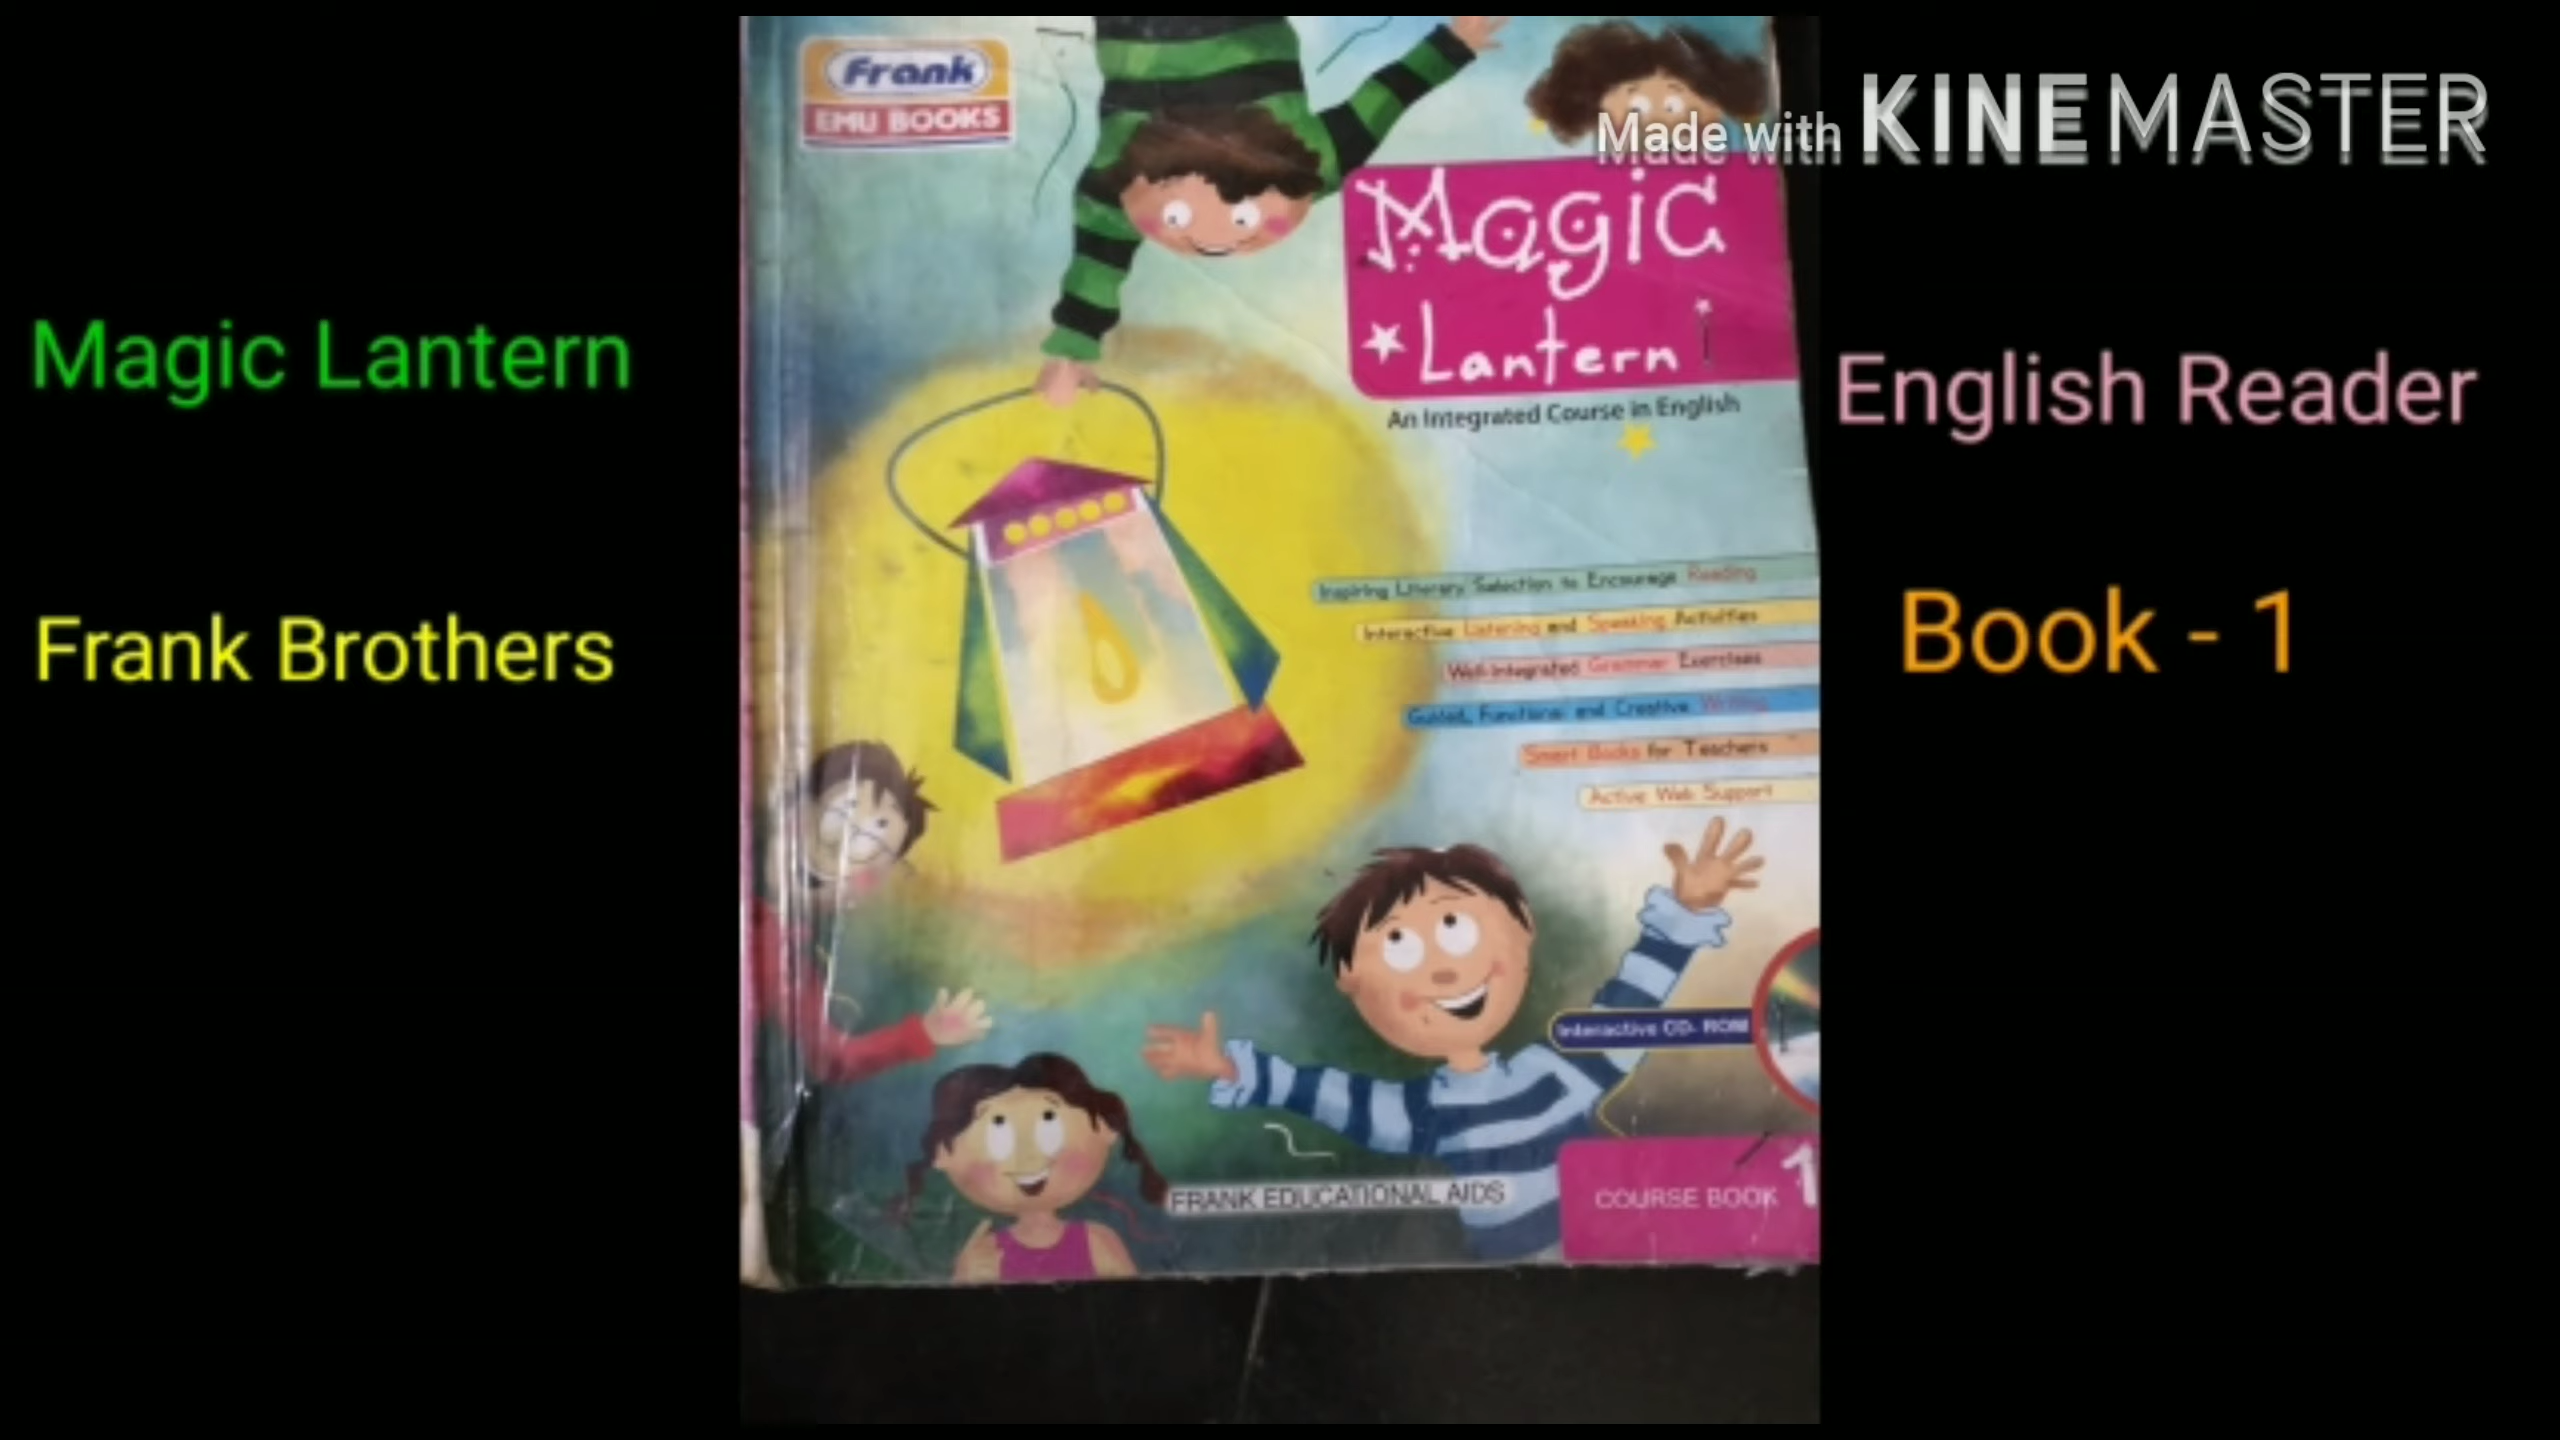 Frank
EMU BOOKS
Made with KINEMASTER
Magic
Lantern
An Integrated Course in English
Magic Lantern
English Reader
Inspiring Literary Selection to Encourage Reading
Interactive Listening and Speaking Activities
Well-Integrated Grammar Exercises
Guided, Functional and Creative Writing
Smart Books for Teachers
Active Web Support
Frank Brothers
Book - 1
Interactive CD-ROM
FRANK EDUCATIONAL AIDS
COURSE BOOK 1